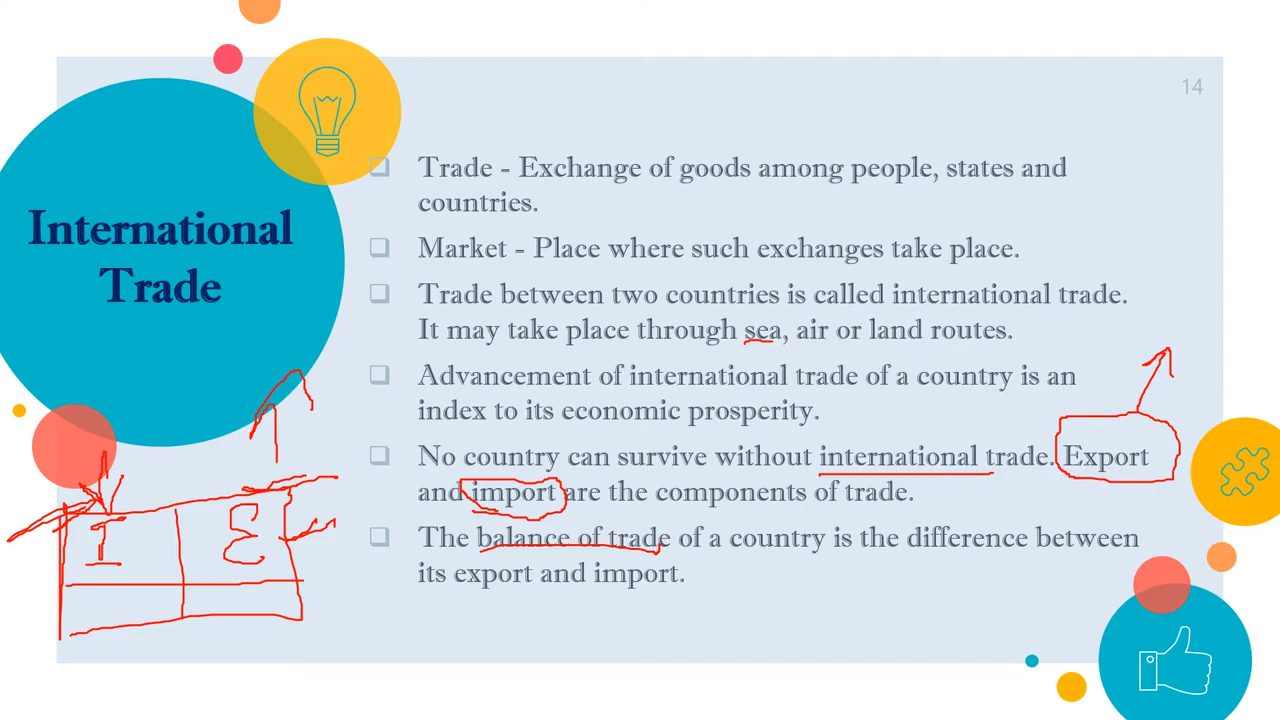 14
International
Trade
Trade - Exchange of goods among people, states and
countries.
Market - Place where such exchanges take place.
Trade between two countries is called international trade.
It may take place through sea, air or land routes.
Advancement of international trade of a country is an
index to its economic prosperity.
No country can survive without international trade. Export
and import are the components of trade.
The balance of trade of a country is the difference between
its export and import.
I E